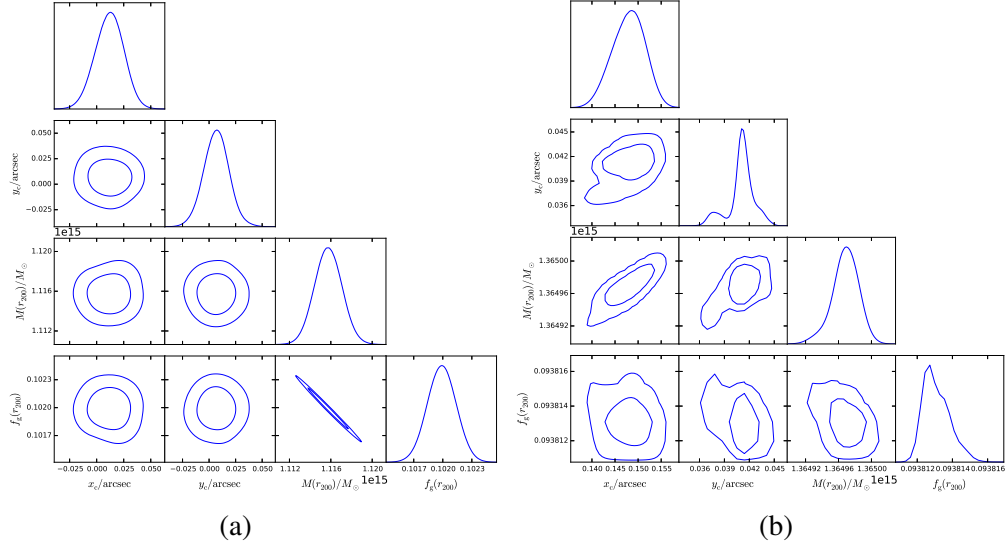 0.050
0.025
0.000
−0.025
y_c/arcsec
1e15
1.120
1.116
1.112
M(r_200)/M_⊙
0.1023
0.1020
0.1017
f_g(r_200)
−0.025 0.000 0.025 0.050
x_c/arcsec
−0.025 0.000 0.025 0.050
y_c/arcsec
1.112 1.116 1.120
M(r_200)/M_⊙ 1e15
0.1017 0.1020 0.1023
f_g(r_200)
(a)
0.045
0.042
0.039
0.036
y_c/arcsec
1e15
1.36500
1.36496
1.36492
M(r_200)/M_⊙
0.093816
0.093814
0.093812
f_g(r_200)
0.140 0.145 0.150 0.155
x_c/arcsec
0.036 0.039 0.042 0.045
y_c/arcsec
1.36492 1.36496 1.36500
M(r_200)/M_⊙ 1e15
0.093812 0.093814 0.093816
f_g(r_200)
(b)